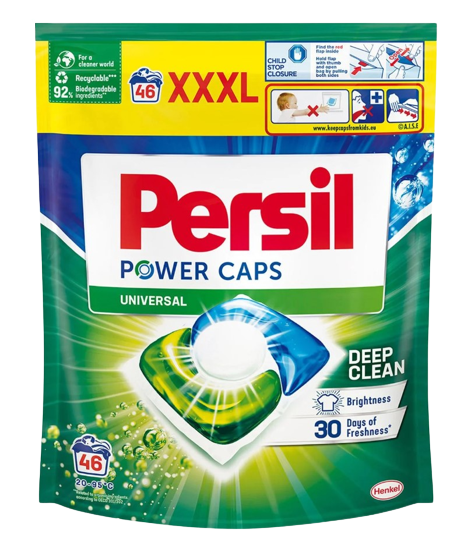 For a
cleaner world
Recyclable***
92% Biodegradable
ingredients**
46 XXXL
CHILD
STOP
CLOSURE
Find the red
flap inside
Hold flap
with thumbs
and open
bag by pulling
both sides
www.keepcapsfromkids.eu
©A.I.S.E
Persil
POWER CAPS
UNIVERSAL
DEEP
CLEAN
Brightness
30 Days of
Freshness*
46
20-95°C
Henkel